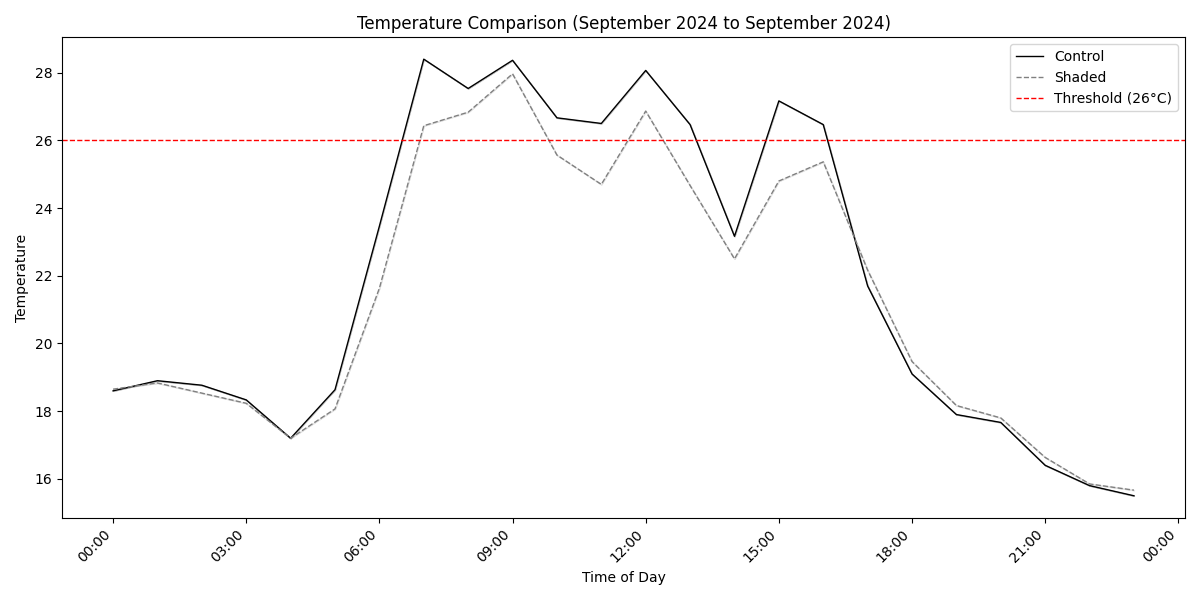 Temperature Comparison (September 2024 to September 2024)
Control
Shaded
Threshold (26°C)
Temperature
28
26
24
22
20
18
16
00:00
03:00
06:00
09:00
12:00
15:00
18:00
21:00
00:00
Time of Day